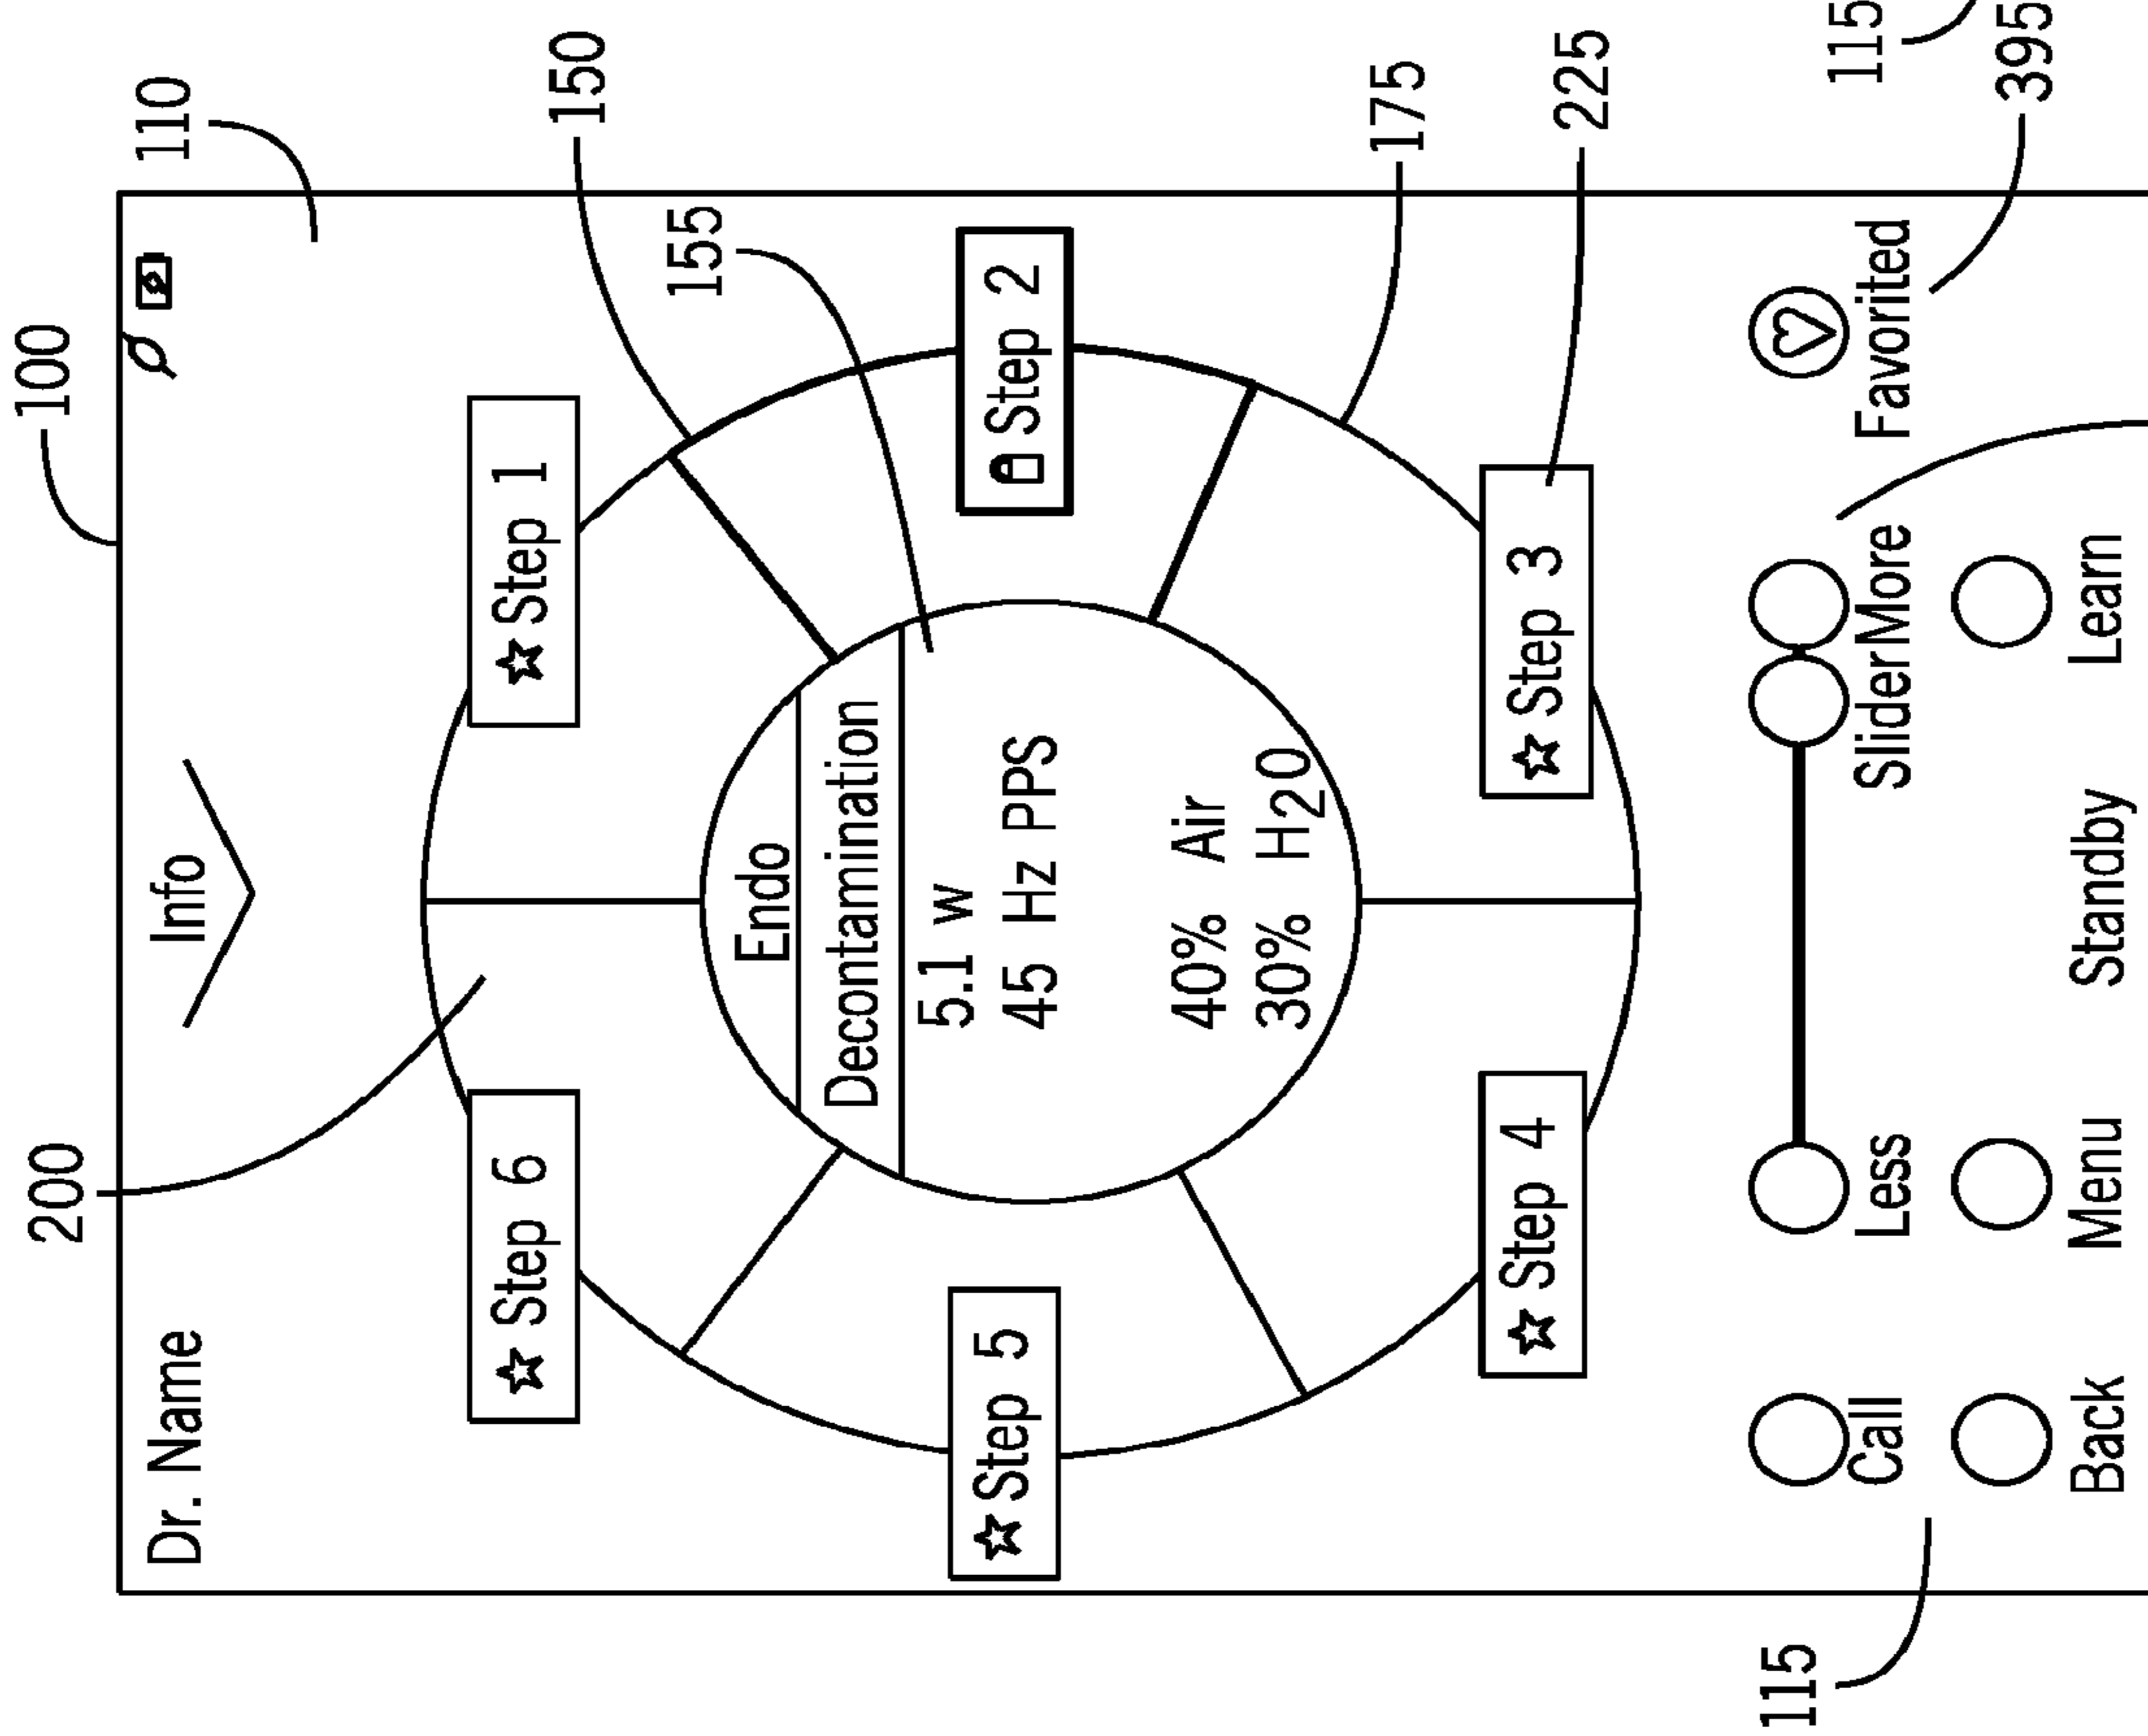 100
110
200
Dr. Name
Info
150
155
Step 6
Step 1
Endo
Decontamination
5.1 w
45 Hz PPS
40% Air
30% H20
Step 5
Step 2
175
225
Step 4
Step 3
115
115
395
Call
Less
Slider
More
Favorited
Back
Menu
Standby
Learn